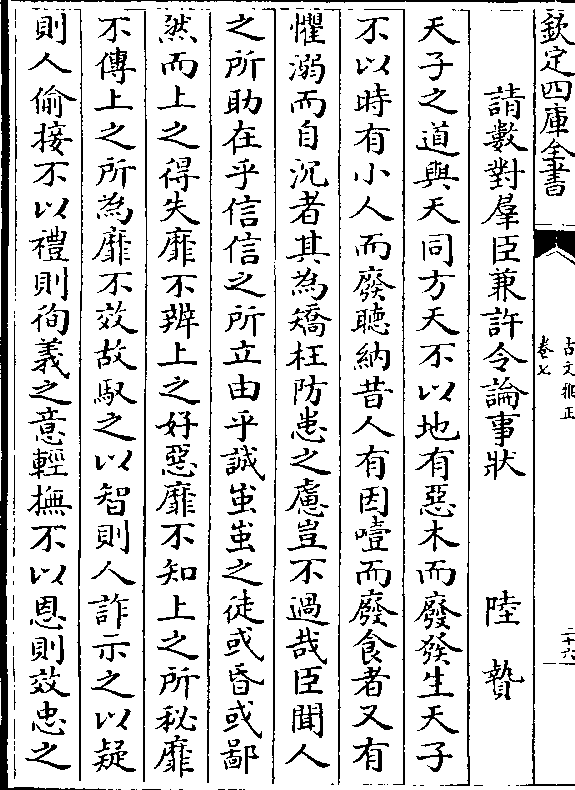 欽定四庫全書
古文雅正
卷七
二十六
請數對羣臣兼許令論事狀　陸贄
天子之道與天同方天不以地有惡木而廢發生天子
不以時有小人而廢聽納昔人有因噎而廢食者又有
懼溺而自沉者其為矯枉防患之慮豈不過哉臣聞人
之所助在乎信信之所立由乎誠蚩蚩之徒或昏或鄙
然而上之得失靡不辨上之好惡靡不知上之所秘靡
不傳上之所為靡不效故馭之以智則人詐示之以疑
則人偷接不以禮則徇義之意輕撫不以恩則效忠之